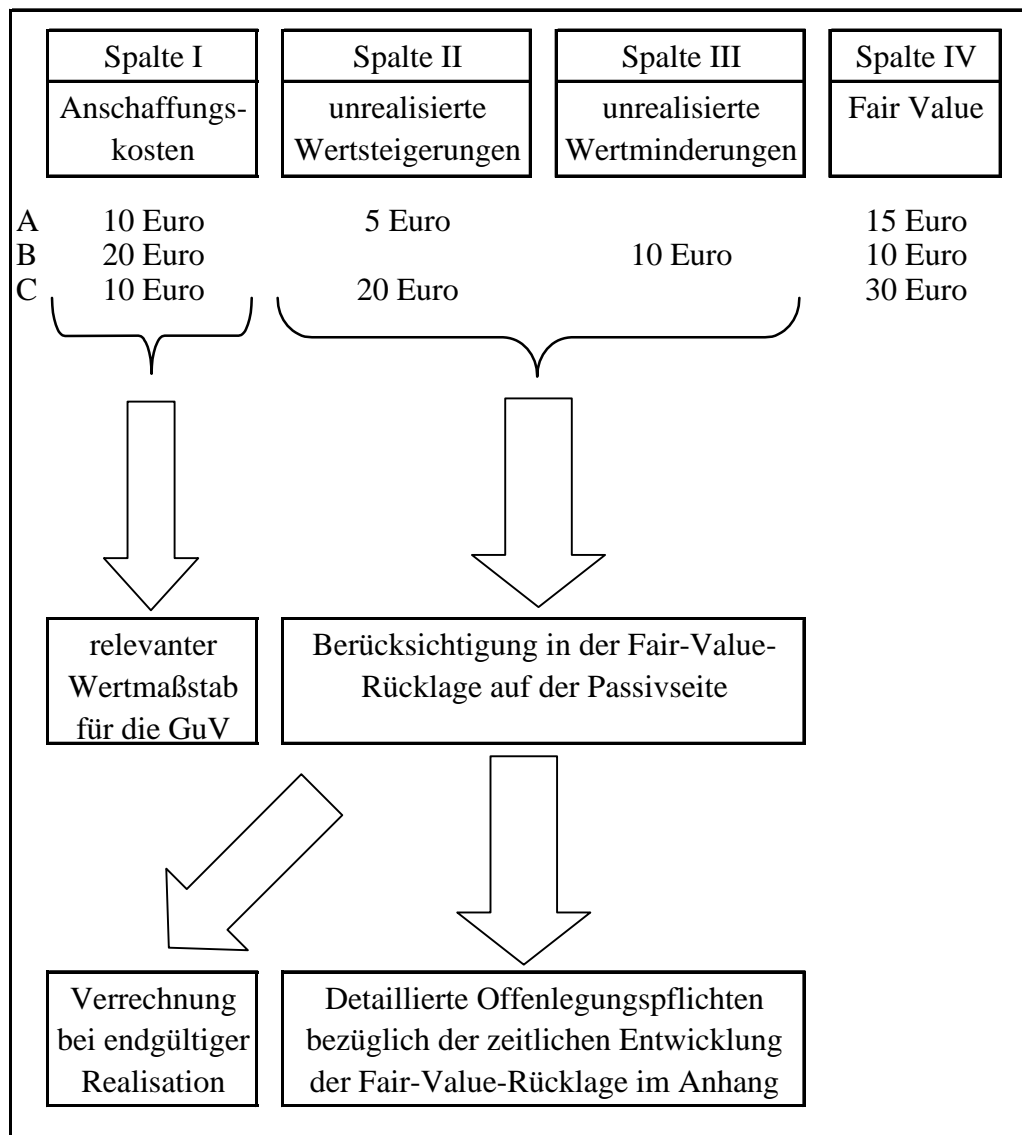 Spalte I
Spalte II
Spalte III
Spalte IV
Anschaffungs-
kosten
unrealisierte
Wertsteigerungen
unrealisierte
Wertminderungen
Fair Value
A 10 Euro 5 Euro 15 Euro
B 20 Euro 10 Euro 10 Euro
C 10 Euro 20 Euro 30 Euro
relevanter
Wertmaßstab
für die GuV
Berücksichtigung in der Fair-Value-
Rücklage auf der Passivseite
Verrechnung
bei endgültiger
Realisation
Detaillierte Offenlegungspflichten
bezüglich der zeitlichen Entwicklung
der Fair-Value-Rücklage im Anhang